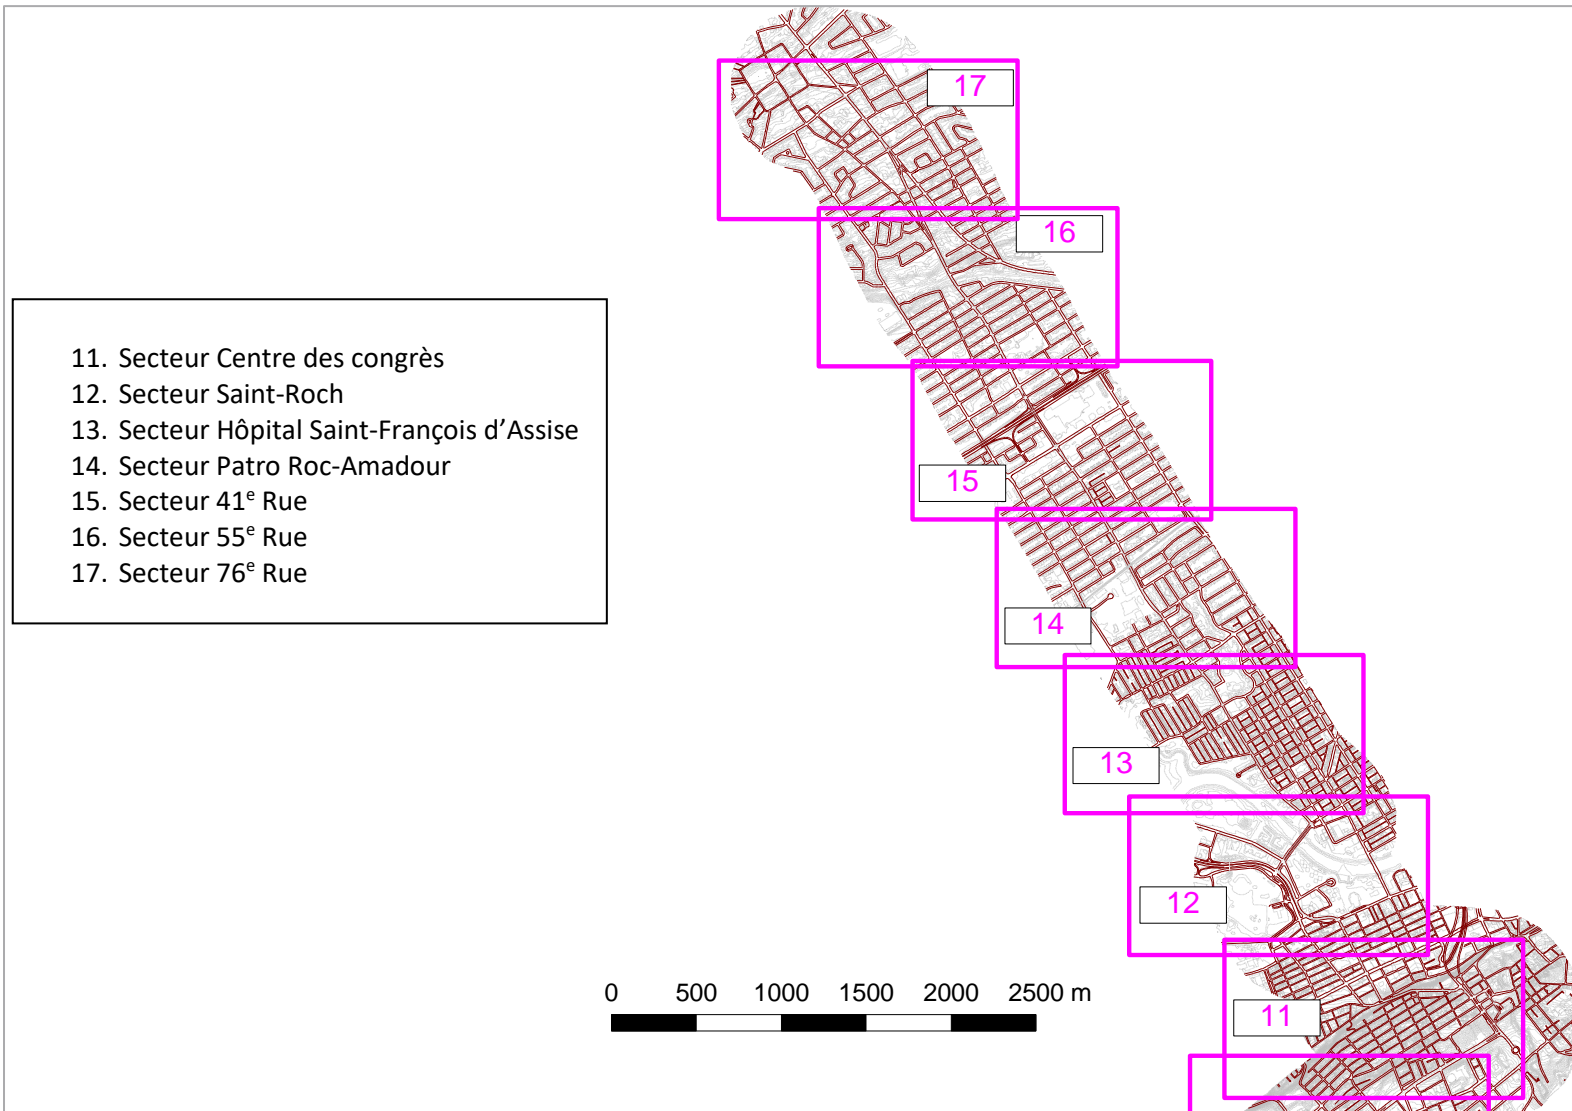 17
16
11. Secteur Centre des congrès
12. Secteur Saint-Roch
13. Secteur Hôpital Saint-François d’Assise
14. Secteur Patro Roc-Amadour
15. Secteur 41e Rue
16. Secteur 55e Rue
17. Secteur 76e Rue
15
14
13
12
0 500 1000 1500 2000 2500 m
11